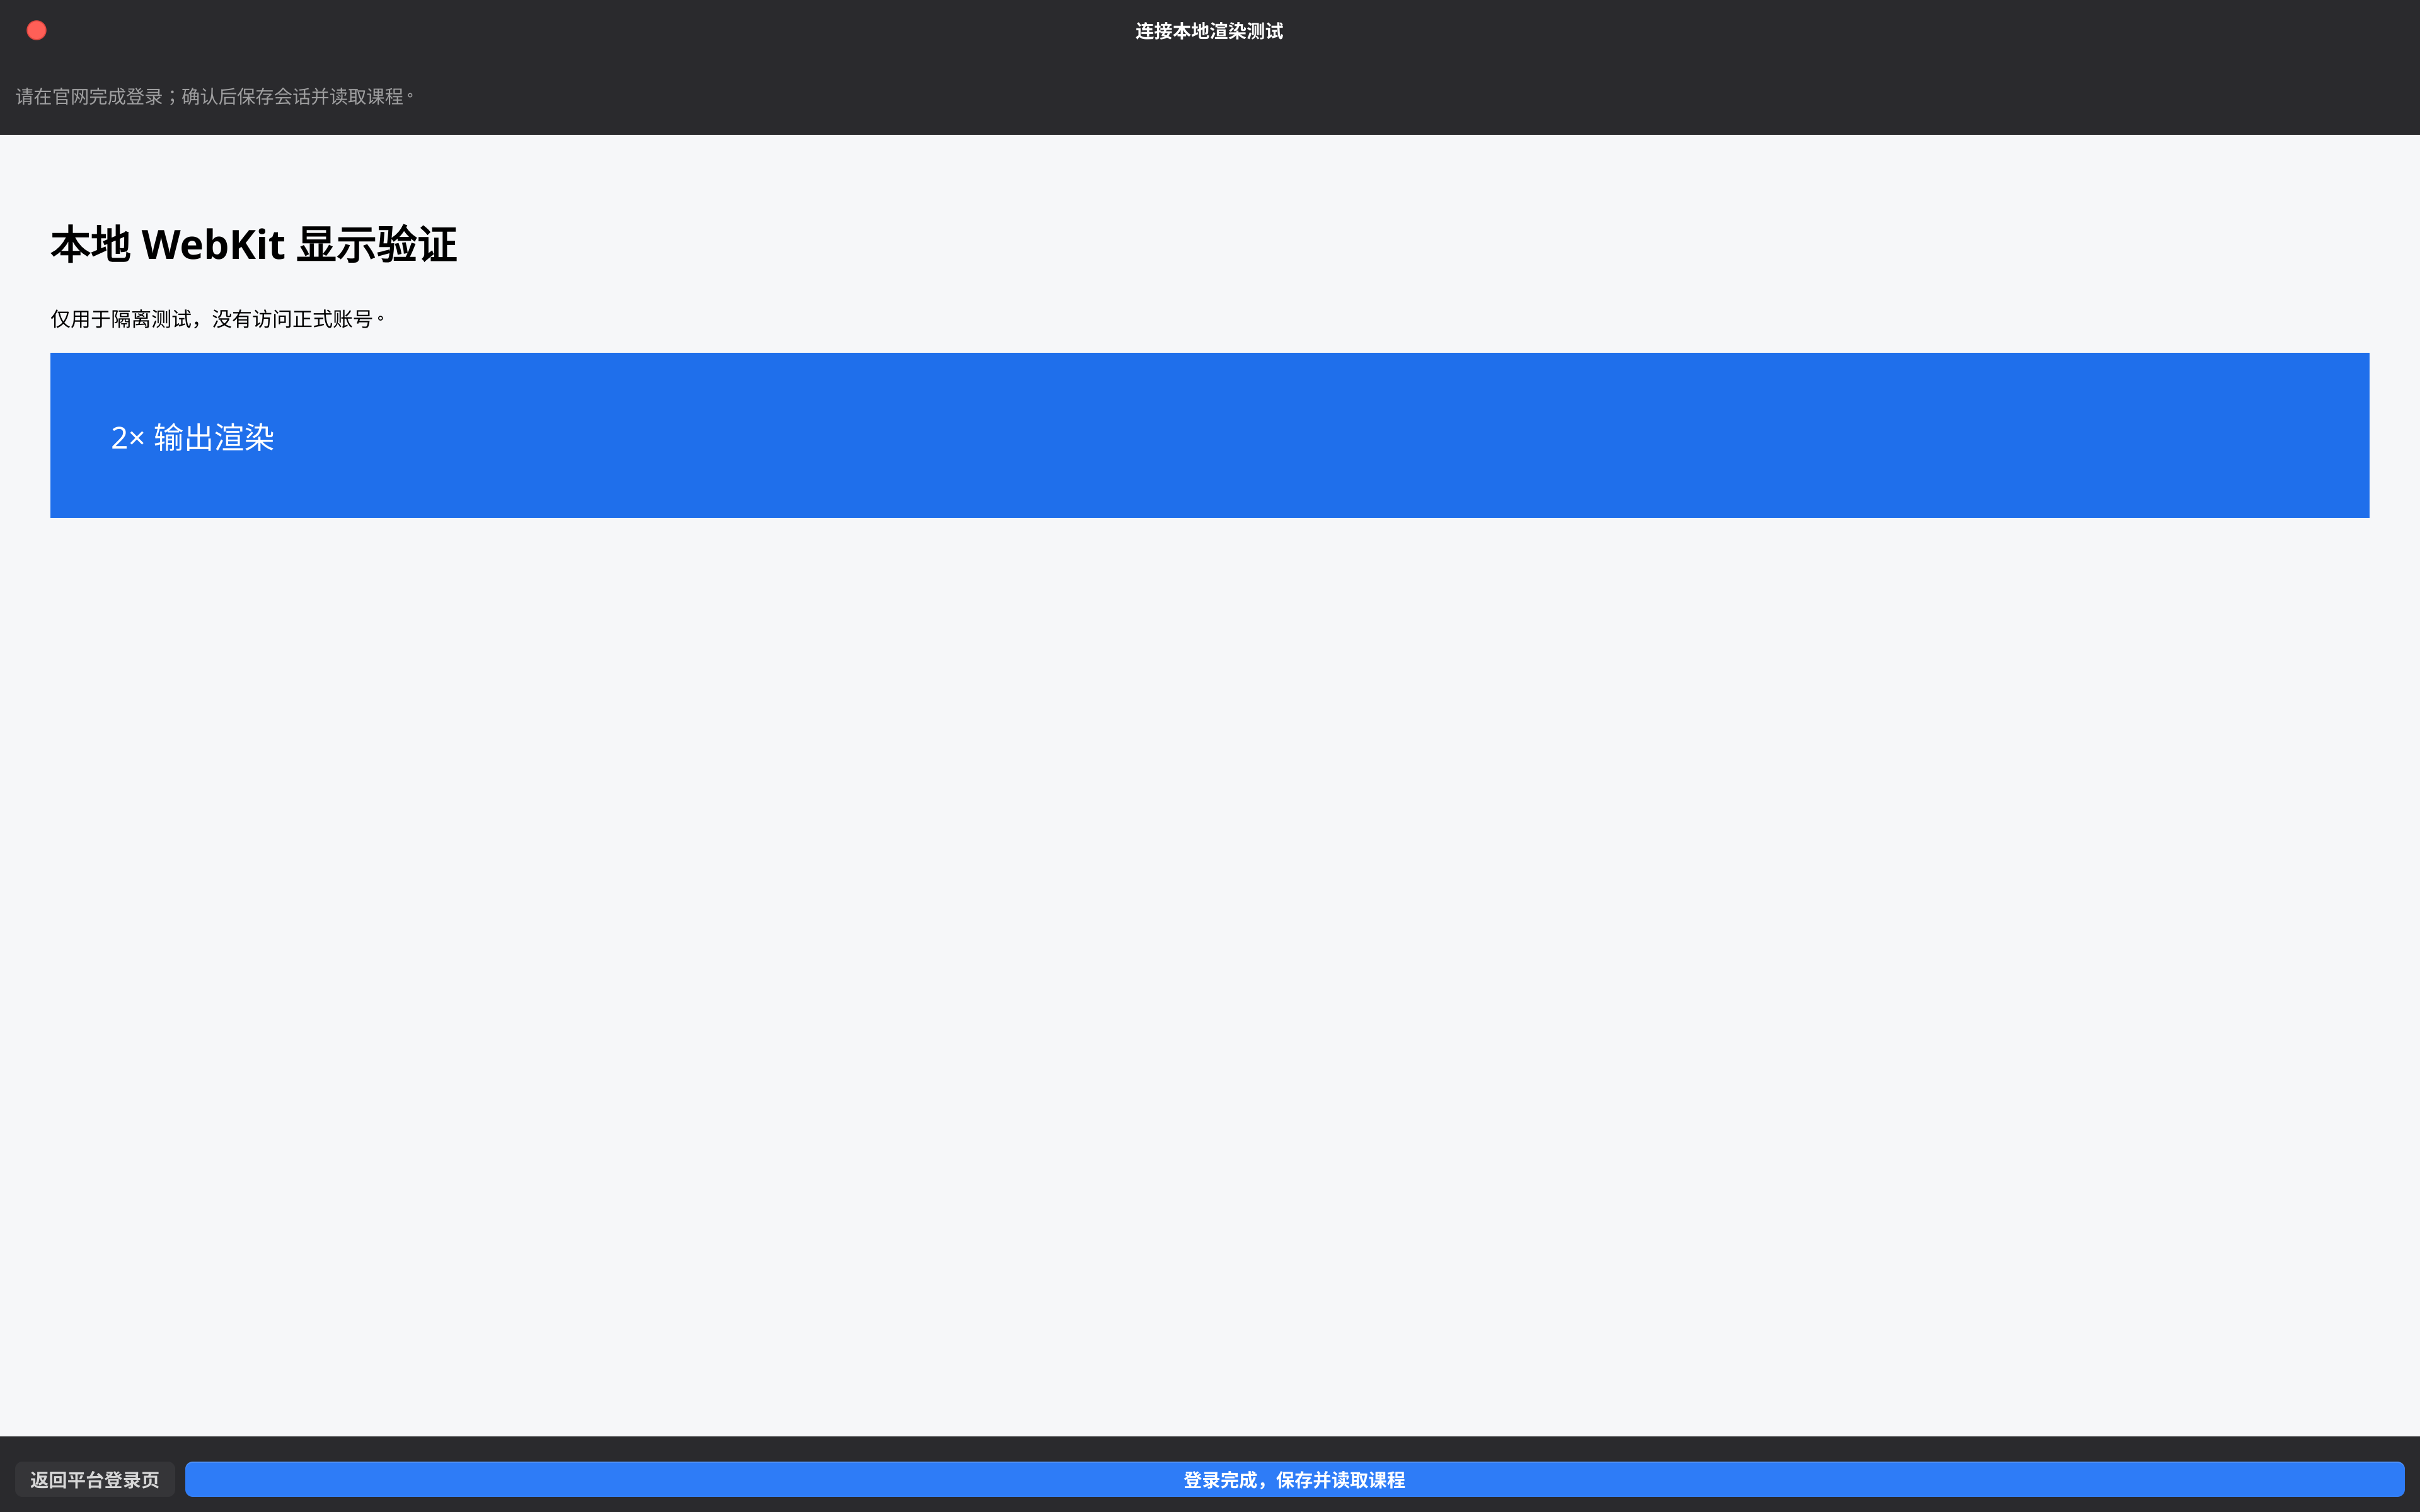 连接本地渲染测试
请在官网完成登录；确认后保存会话并读取课程。
本地 WebKit 显示验证
仅用于隔离测试，没有访问正式账号。
2× 输出渲染
返回平台登录页
登录完成，保存并读取课程